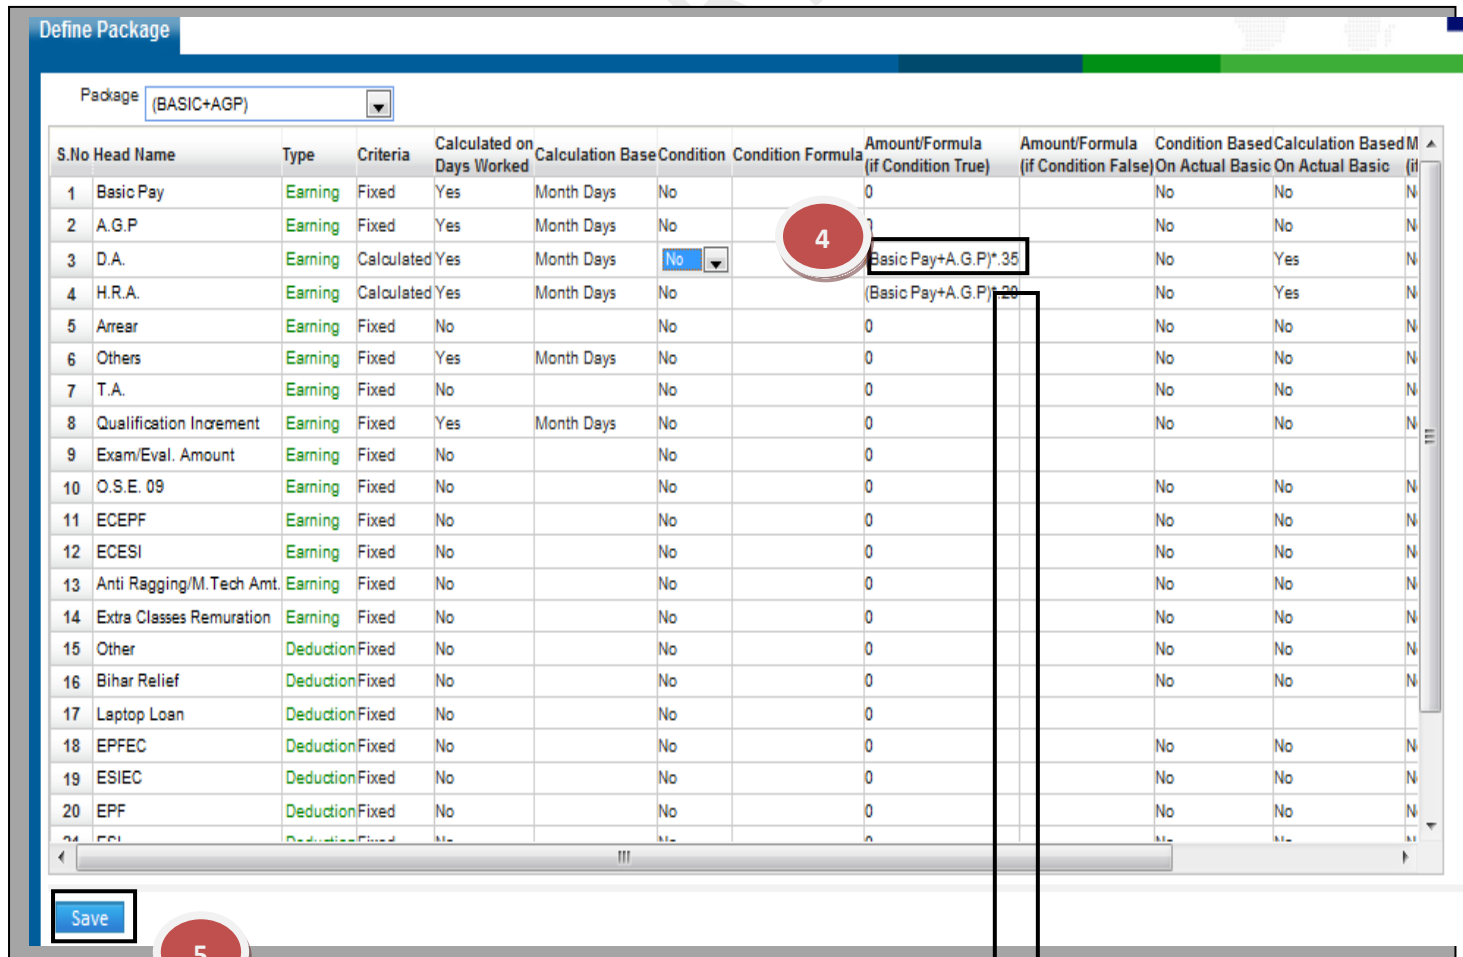 Define Package
Package (BASIC+AGP)
S.No Head Name Type Criteria Calculated on Days Worked Calculation Base Condition Condition Formula Amount/Formula (if Condition True) Amount/Formula (if Condition False) Condition Based On Actual Basic Calculation Based On Actual Basic M
1 Basic Pay Earning Fixed Yes Month Days No 0 No No N
2 A.G.P Earning Fixed Yes Month Days No No No N
4
3 D.A. Earning Calculated Yes Month Days No (Basic Pay+A.G.P)*.35 No Yes N
4 H.R.A. Earning Calculated Yes Month Days No (Basic Pay+A.G.P)*.20 No Yes N
5 Arrear Earning Fixed No No 0 No No N
6 Others Earning Fixed Yes Month Days No 0 No No N
7 T.A. Earning Fixed No No 0 No No N
8 Qualification Increment Earning Fixed Yes Month Days No 0 No No N
9 Exam/Eval. Amount Earning Fixed No No 0
10 O.S.E. 09 Earning Fixed No No 0 No No N
11 ECEPF Earning Fixed No No 0 No No N
12 ECESI Earning Fixed No No 0 No No N
13 Anti Ragging/M.Tech Amt. Earning Fixed No No 0 No No N
14 Extra Classes Remuration Earning Fixed No No 0 No No N
15 Other Deduction Fixed No No 0 No No N
16 Bihar Relief Deduction Fixed No No 0 No No N
17 Laptop Loan Deduction Fixed No No 0
18 EPFEC Deduction Fixed No No 0 No No N
19 ESIEC Deduction Fixed No No 0 No No N
20 EPF Deduction Fixed No No 0 No No N
Save
5